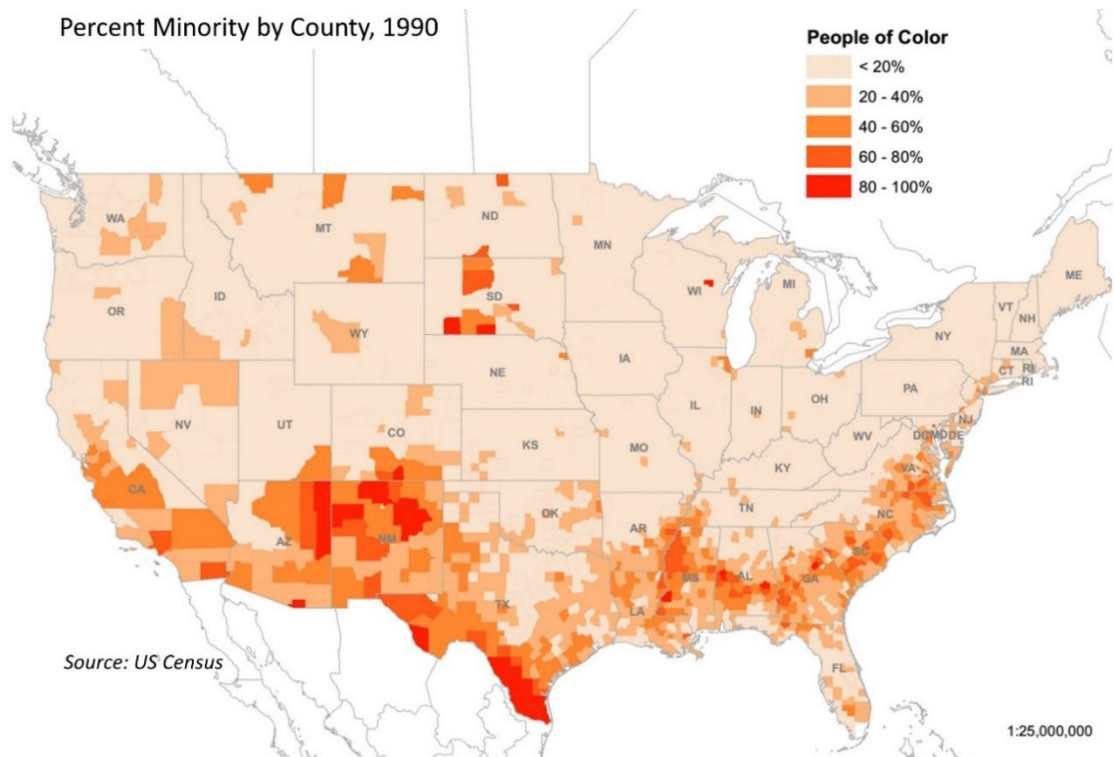 Percent Minority by County, 1990
People of Color
< 20%
20 - 40%
40 - 60%
60 - 80%
80 - 100%
WA
MT
ND
MN
ME
OR
ID
SD
WI
MI
VT
NH
WY
NY
MA
CT
RI
RI
IA
NE
PA
NJ
NV
UT
CO
IL
IN
OH
DC
MD
DE
WV
KS
MO
KY
VA
CA
AZ
NM
OK
AR
TN
NC
SC
TX
LA
MS
AL
GA
FL
Source: US Census
1:25,000,000